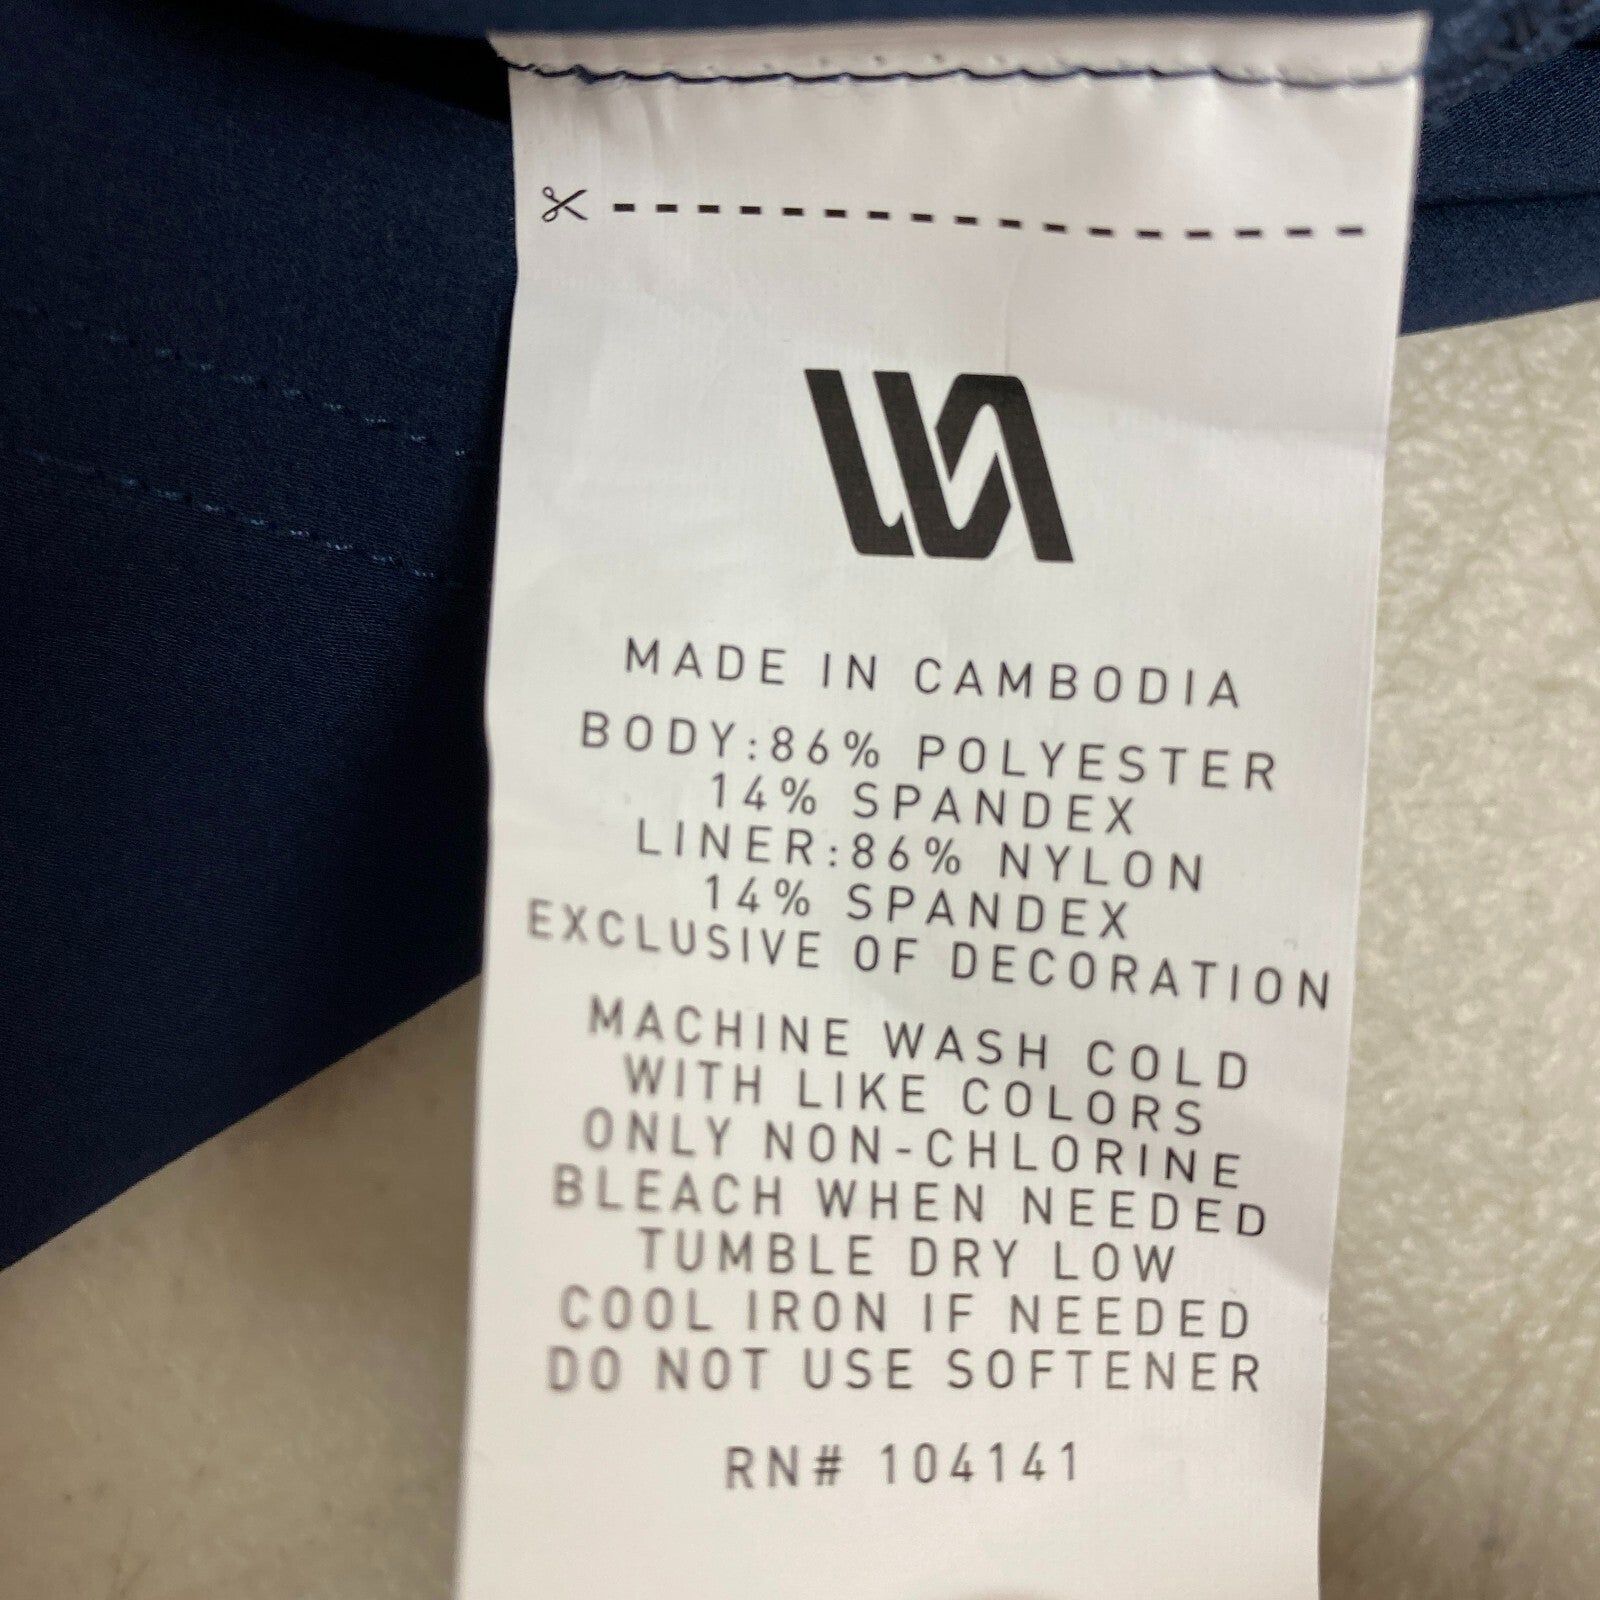 MADE IN CAMBODIA
BODY:86% POLYESTER
14% SPANDEX
LINER:86% NYLON
14% SPANDEX
EXCLUSIVE OF DECORATION
MACHINE WASH COLD
WITH LIKE COLORS
ONLY NON-CHLORINE
BLEACH WHEN NEEDED
TUMBLE DRY LOW
COOL IRON IF NEEDED
DO NOT USE SOFTENER
RN# 104141